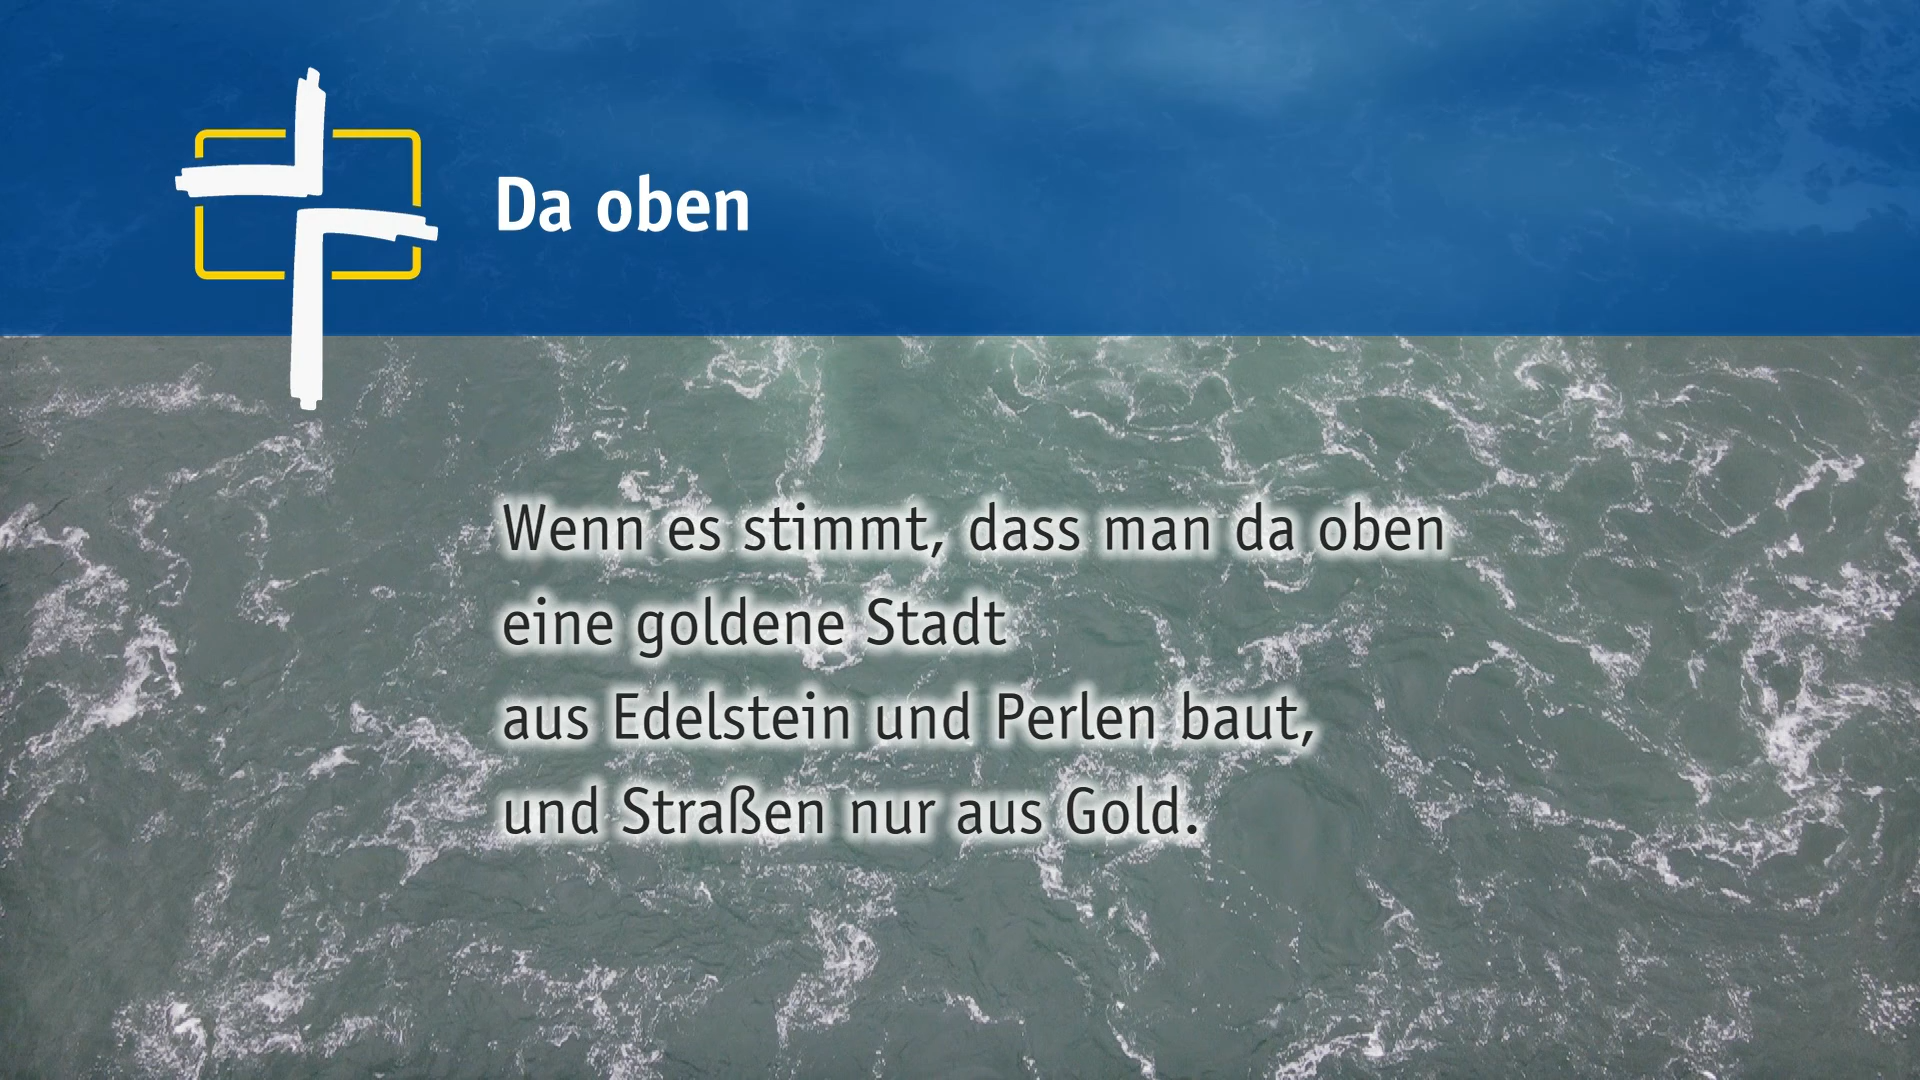 Da oben
Wenn es stimmt, dass man da oben
eine goldene Stadt
aus Edelstein und Perlen baut,
und Straßen nur aus Gold.